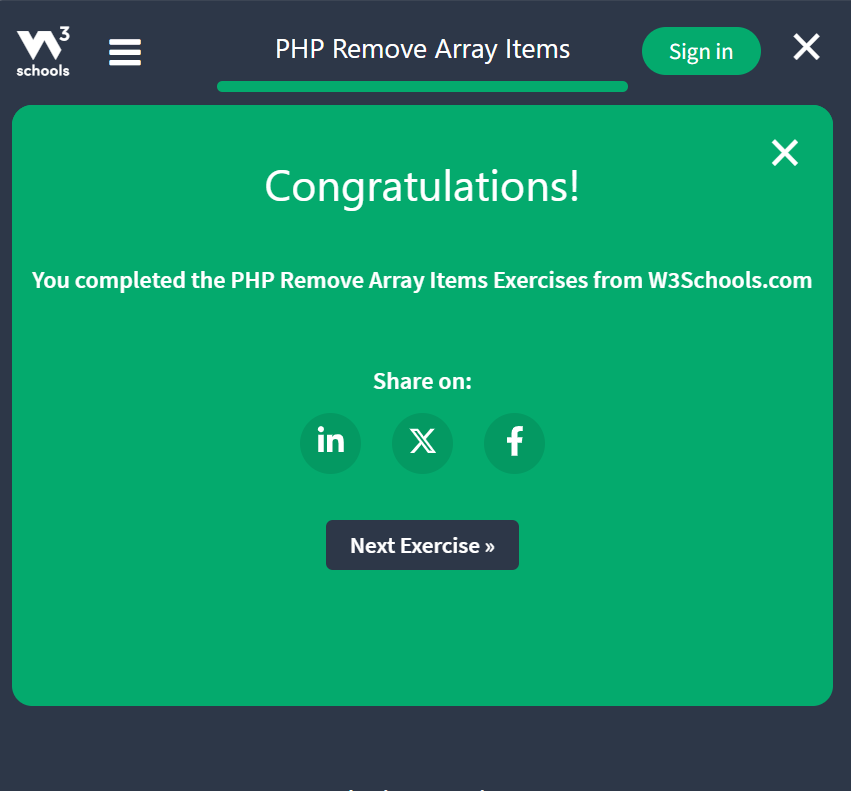 W3
schools
PHP Remove Array Items
Sign in
Congratulations!
You completed the PHP Remove Array Items Exercises from W3Schools.com
Share on:
in
X
f
Next Exercise »